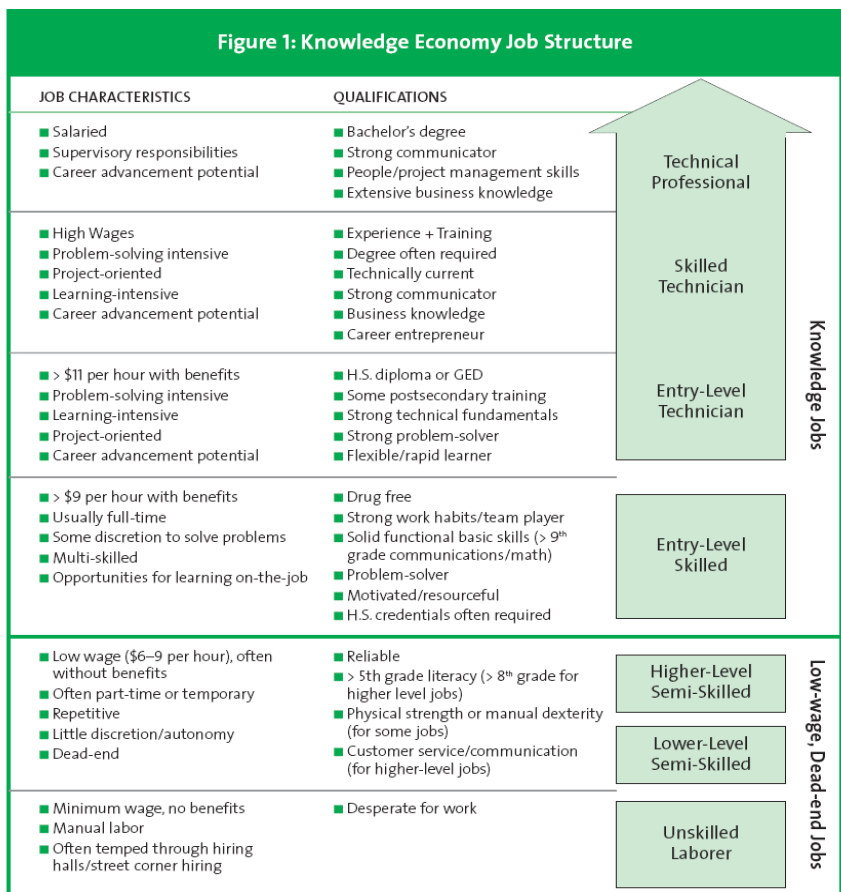 Figure 1: Knowledge Economy Job Structure
JOB CHARACTERISTICS
QUALIFICATIONS
■ Salaried
■ Supervisory responsibilities
■ Career advancement potential
■ Bachelor's degree
■ Strong communicator
■ People/project management skills
■ Extensive business knowledge
Technical
Professional
■ High Wages
■ Problem-solving intensive
■ Project-oriented
■ Learning-intensive
■ Career advancement potential
■ Experience + Training
■ Degree often required
■ Technically current
■ Strong communicator
■ Business knowledge
■ Career entrepreneur
Skilled
Technician
■ > $11 per hour with benefits
■ Problem-solving intensive
■ Learning-intensive
■ Project-oriented
■ Career advancement potential
■ H.S. diploma or GED
■ Some postsecondary training
■ Strong technical fundamentals
■ Strong problem-solver
■ Flexible/rapid learner
Entry-Level
Technician
■ > $9 per hour with benefits
■ Usually full-time
■ Some discretion to solve problems
■ Multi-skilled
■ Opportunities for learning on-the-job
■ Drug free
■ Strong work habits/team player
■ Solid functional basic skills (> 9th
grade communications/math)
■ Problem-solver
■ Motivated/resourceful
■ H.S. credentials often required
Entry-Level
Skilled
Knowledge Jobs
■ Low wage ($6–9 per hour), often
without benefits
■ Often part-time or temporary
■ Repetitive
■ Little discretion/autonomy
■ Dead-end
■ Reliable
■ > 5th grade literacy (> 8th grade for
higher level jobs)
■ Physical strength or manual dexterity
(for some jobs)
■ Customer service/communication
(for higher-level jobs)
Higher-Level
Semi-Skilled
Lower-Level
Semi-Skilled
■ Minimum wage, no benefits
■ Manual labor
■ Often temped through hiring
halls/street corner hiring
■ Desperate for work
Unskilled
Laborer
Low-wage, Dead-end Jobs